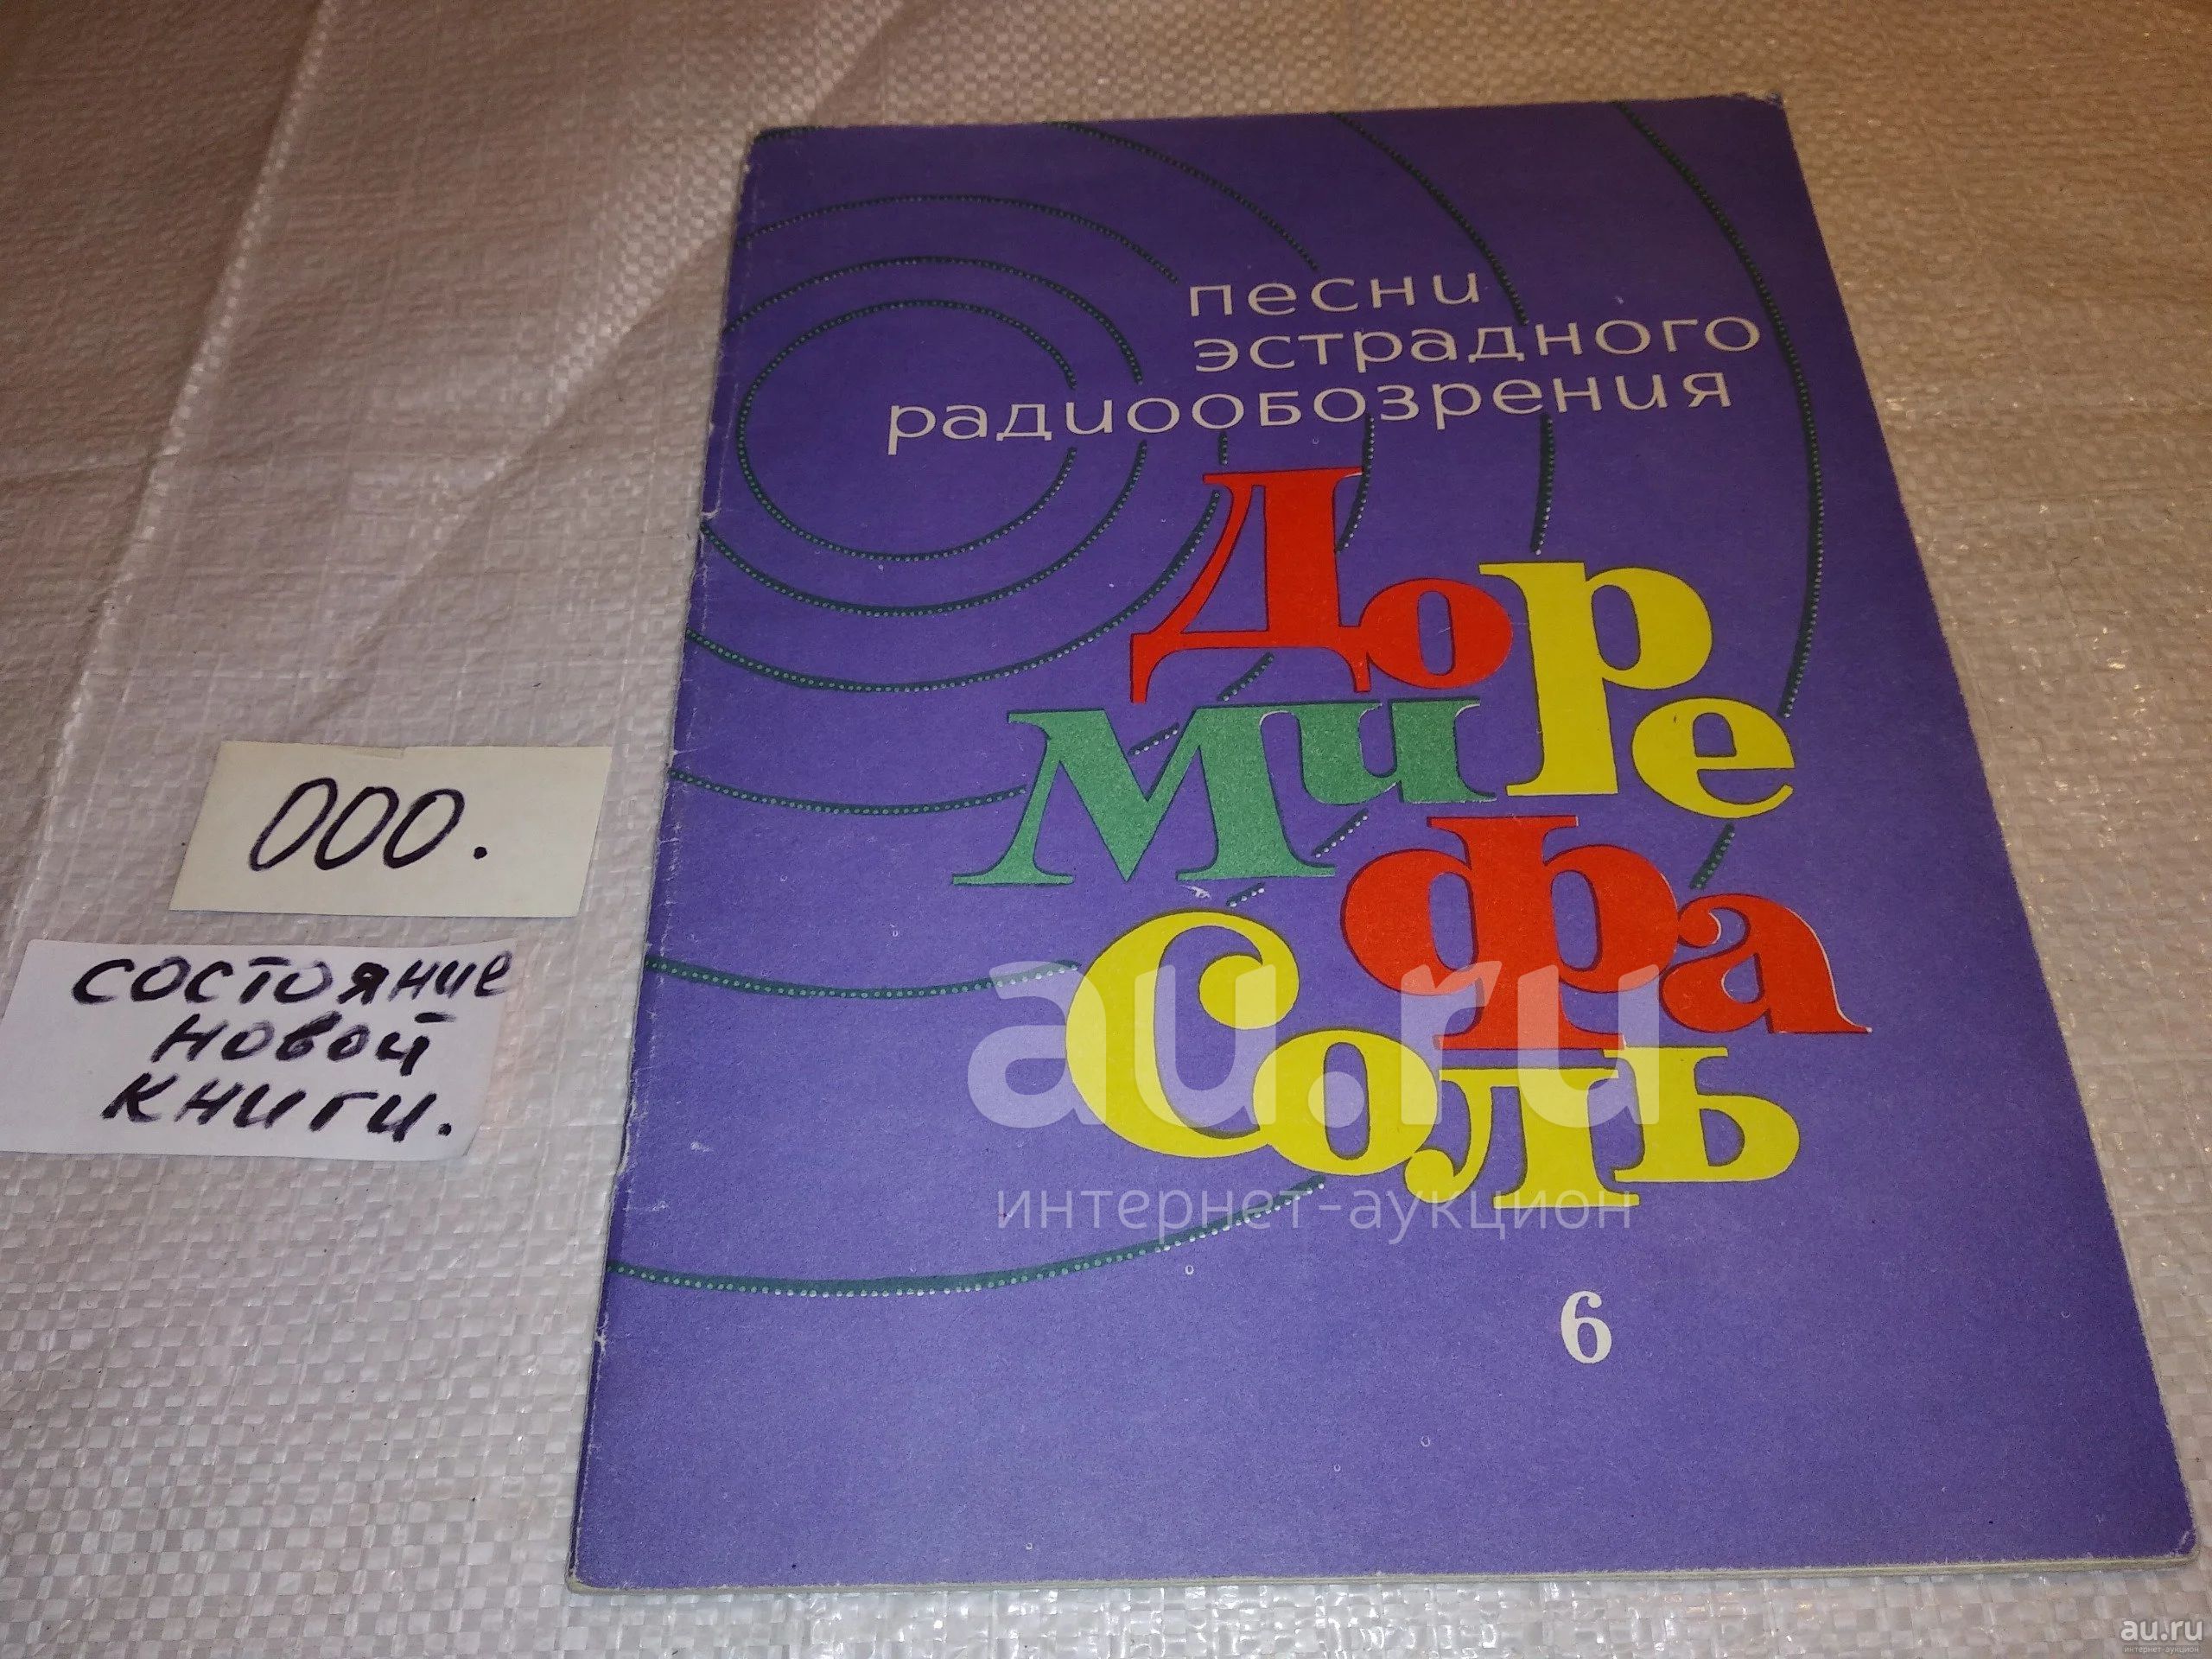 песни
эстрадного
радиообозрения
До ре
ми
фа
Соль
6
000.
состояние
новой
книги.
au.ru
интернет-аукцион
au.ru
интернет-аукцион